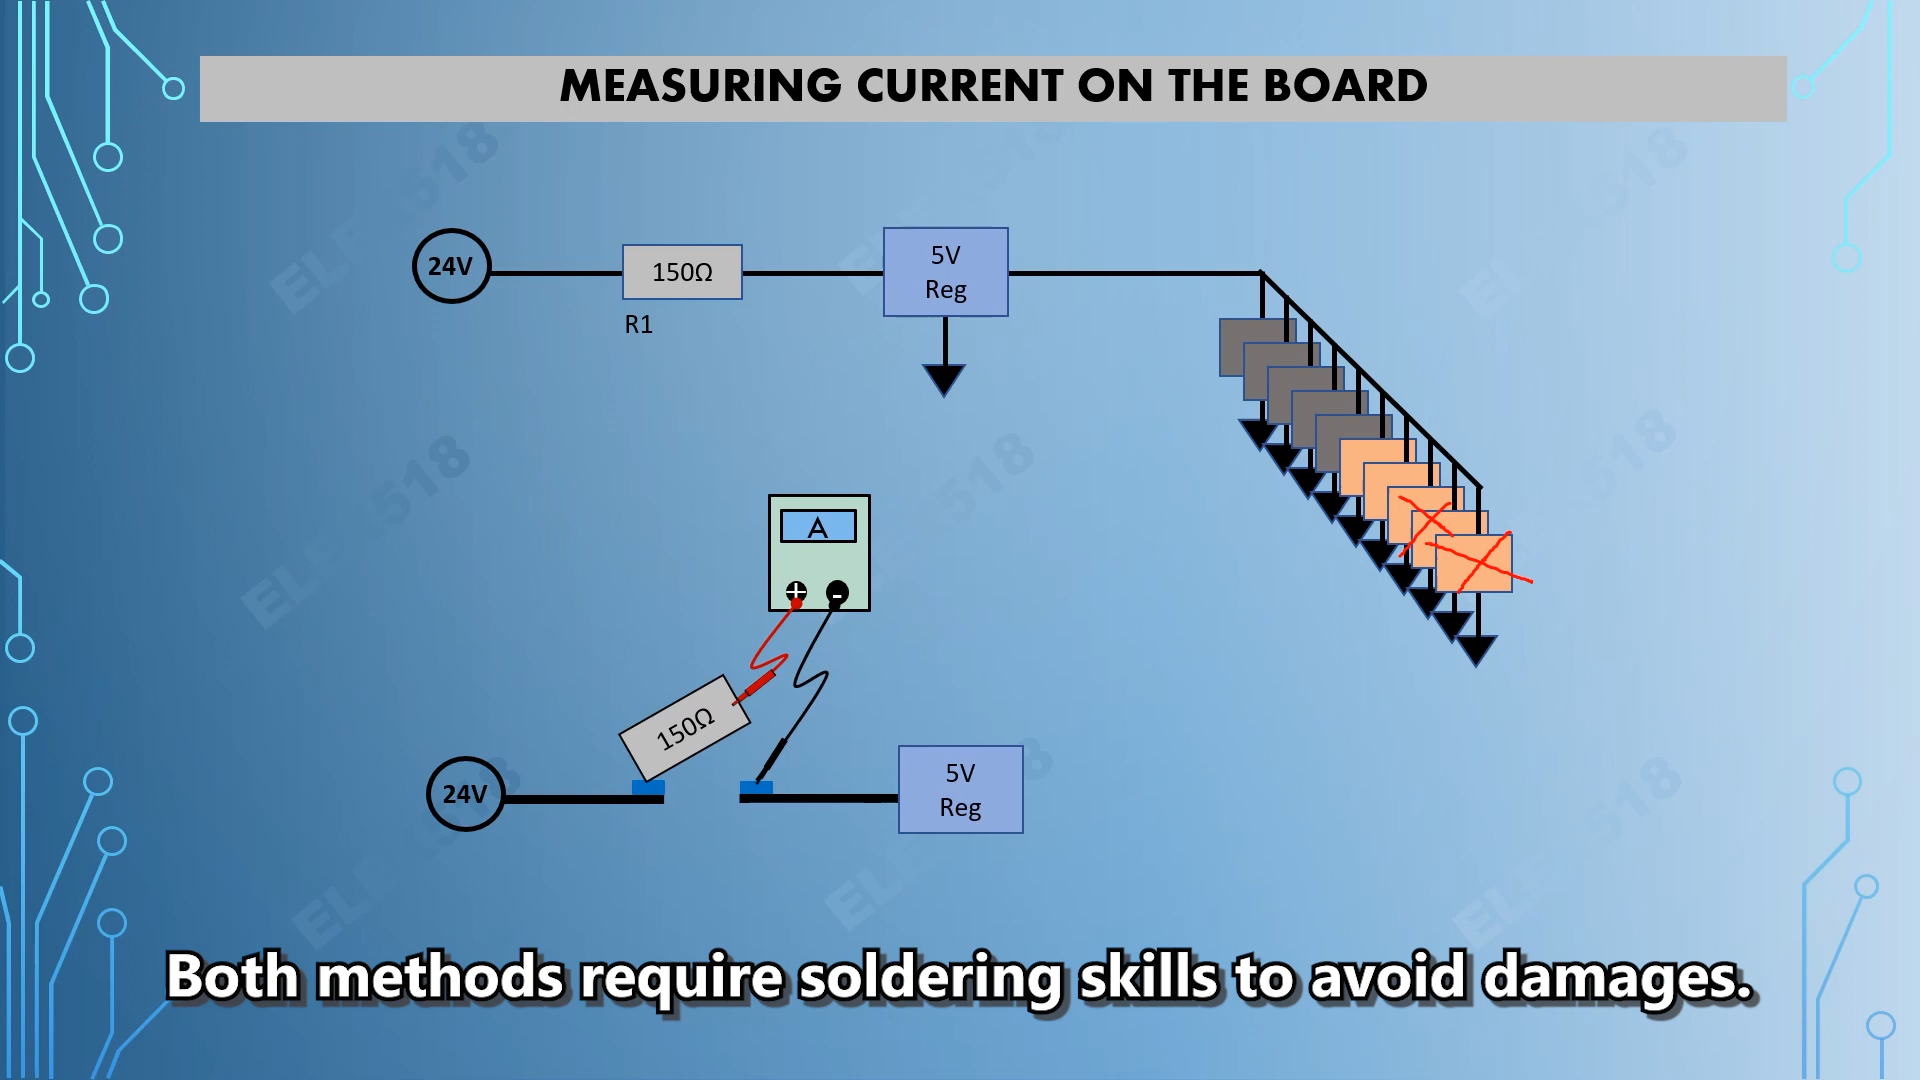 MEASURING CURRENT ON THE BOARD
24V
150Ω
R1
5V
Reg
A
+
-
150Ω
24V
5V
Reg
Both methods require soldering skills to avoid damages.